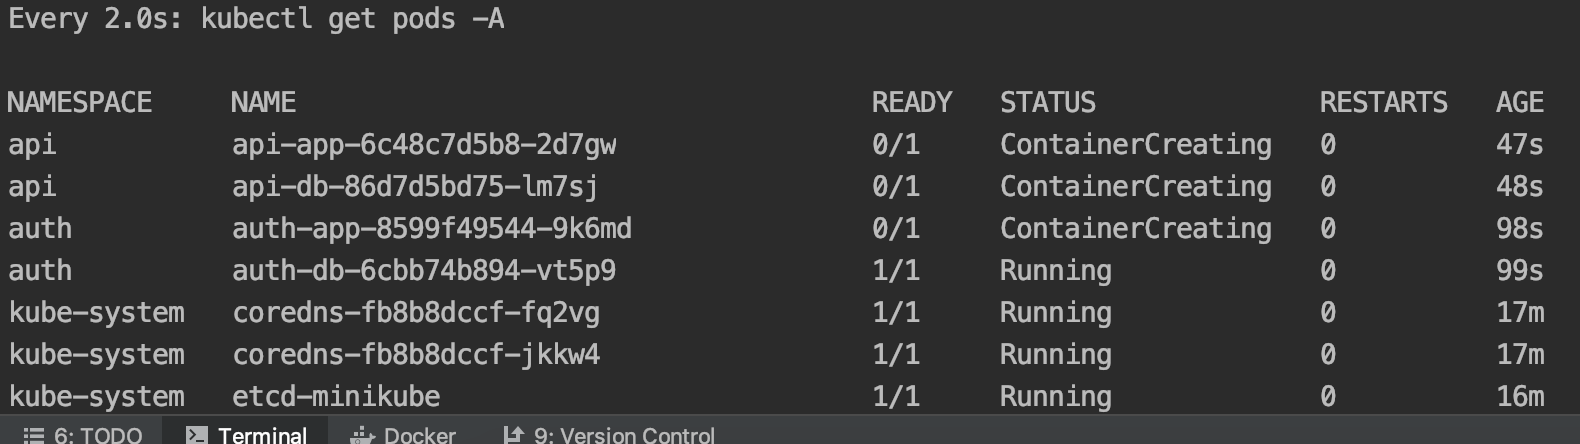 Every 2.0s: kubectl get pods -A
NAMESPACE NAME READY STATUS RESTARTS AGE
api api-app-6c48c7d5b8-2d7gw 0/1 ContainerCreating 0 47s
api api-db-86d7d5bd75-lm7sj 0/1 ContainerCreating 0 48s
auth auth-app-8599f49544-9k6md 0/1 ContainerCreating 0 98s
auth auth-db-6cbb74b894-vt5p9 1/1 Running 0 99s
kube-system coredns-fb8b8dccf-fq2vg 1/1 Running 0 17m
kube-system coredns-fb8b8dccf-jkkw4 1/1 Running 0 17m
kube-system etcd-minikube 1/1 Running 0 16m
6: TODO Terminal Docker 9: Version Control